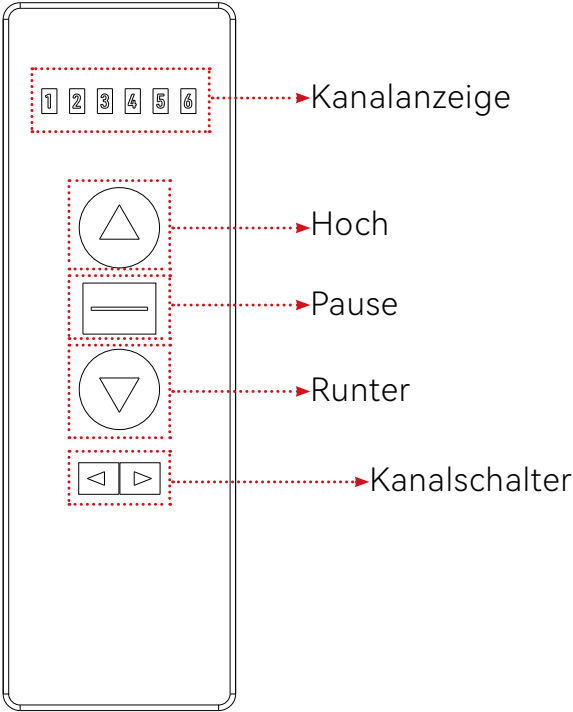 1 2 3 4 5 6
Kanalanzeige
Hoch
Pause
Runter
Kanalschalter